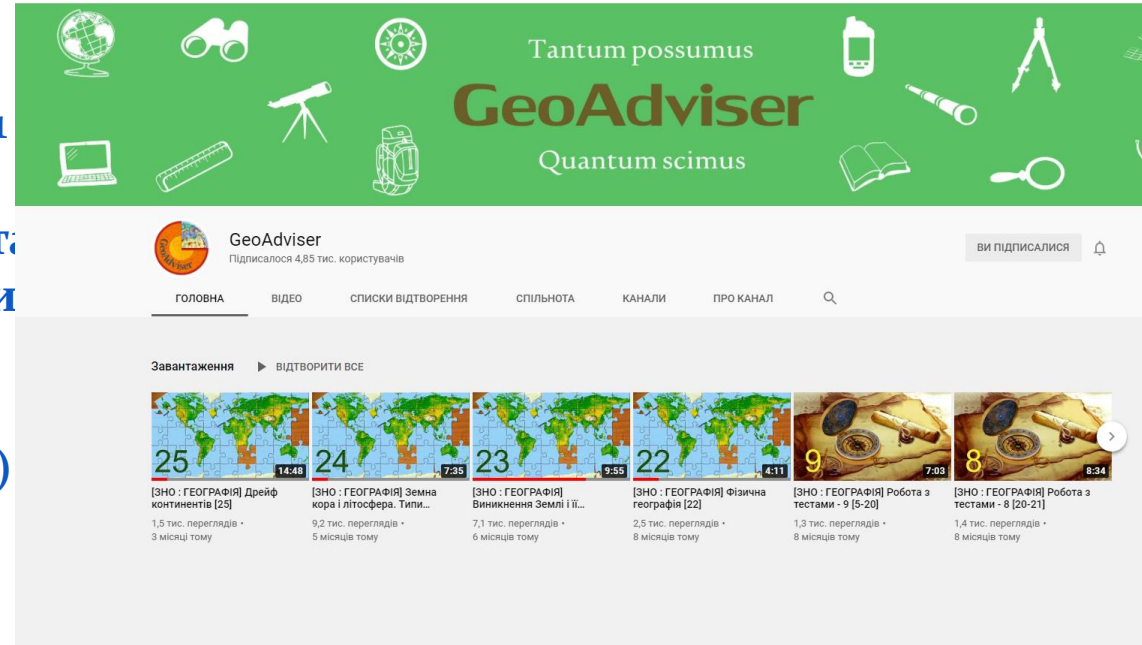 Tantum possumus
GeoAdviser
Quantum scimus
GeoAdviser
GeoAdviser
Підписалося 4,85 тис. користувачів
ВИ ПІДПИСАЛИСЯ
ГОЛОВНА ВІДЕО СПИСКИ ВІДТВОРЕННЯ СПІЛЬНОТА КАНАЛИ ПРО КАНАЛ
Завантаження ВІДТВОРИТИ ВСЕ
25 14:48
[ЗНО : ГЕОГРАФІЯ] Дрейф
континентів [25]
1,5 тис. переглядів •
3 місяці тому
24 7:35
[ЗНО : ГЕОГРАФІЯ] Земна
кора і літосфера. Типи...
9,2 тис. переглядів •
5 місяців тому
23 9:55
[ЗНО : ГЕОГРАФІЯ]
Виникнення Землі і її...
7,1 тис. переглядів •
6 місяців тому
22 4:11
[ЗНО : ГЕОГРАФІЯ] Фізична
географія [22]
2,5 тис. переглядів •
8 місяців тому
9 7:03
[ЗНО : ГЕОГРАФІЯ] Робота з
тестами - 9 [5-21]
1,3 тис. переглядів •
8 місяців тому
8 8:34
[ЗНО : ГЕОГРАФІЯ] Робота з
тестами - 8 [20-21]
1,4 тис. переглядів •
8 місяців тому